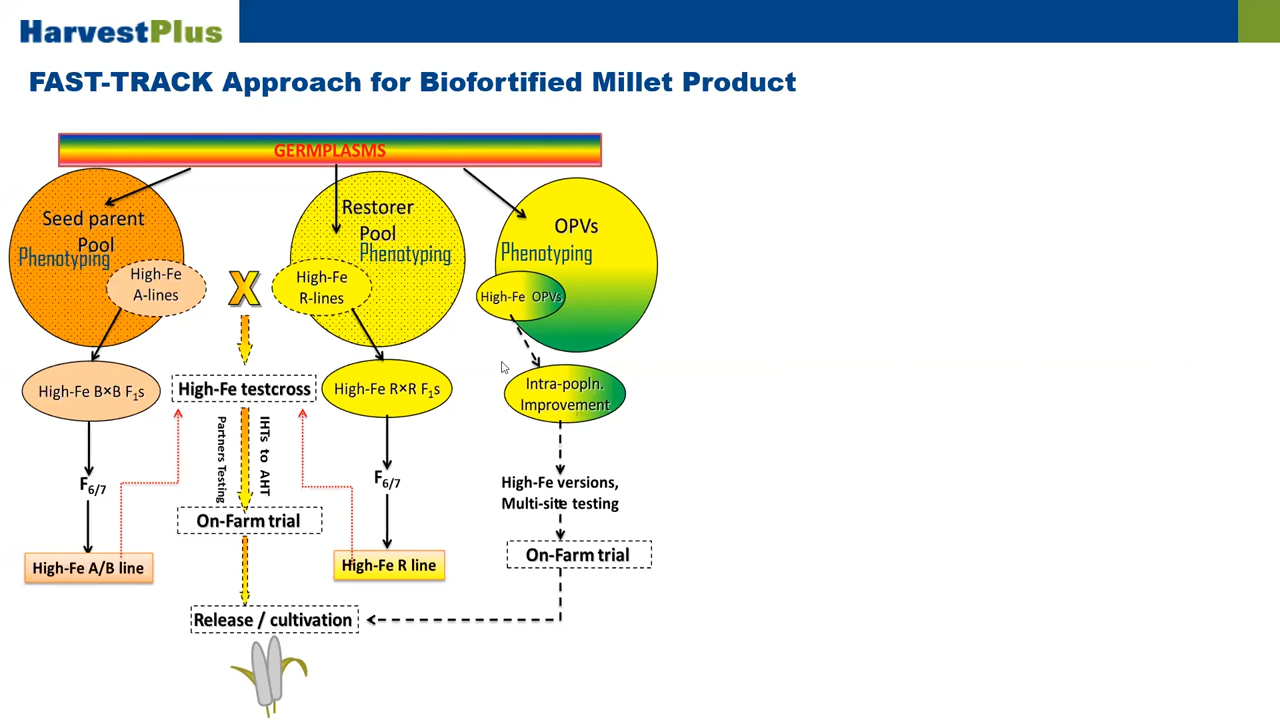 HarvestPlus
FAST-TRACK Approach for Biofortified Millet Product
GERMPLASMS
Seed parent
Pool
Phenotyping
High-Fe
A-lines
X
Restorer
Pool
Phenotyping
High-Fe
R-lines
OPVs
Phenotyping
High-Fe OPVs
High-Fe B×B F1s
High-Fe testcross
High-Fe R×R F1s
Intra-popln.
Improvement
Partners Testing
IHTs to AHT
F6/7
F6/7
High-Fe versions,
Multi-site testing
On-Farm trial
On-Farm trial
High-Fe A/B line
High-Fe R line
Release / cultivation